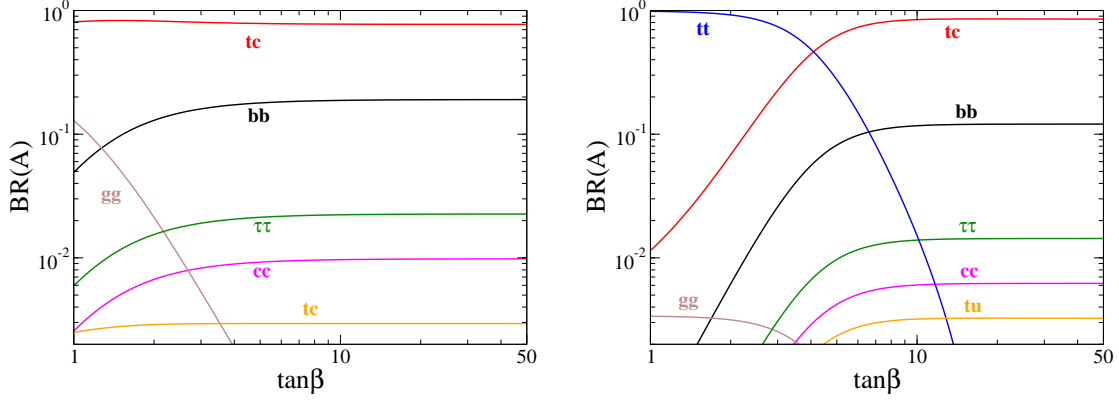 10^0
10^-1
10^-2
BR(A)
tc
bb
gg
ττ
cc
tc
1
10
50
tanβ
10^0
10^-1
10^-2
BR(A)
tt
tc
bb
ττ
cc
gg
tu
1
10
50
tanβ